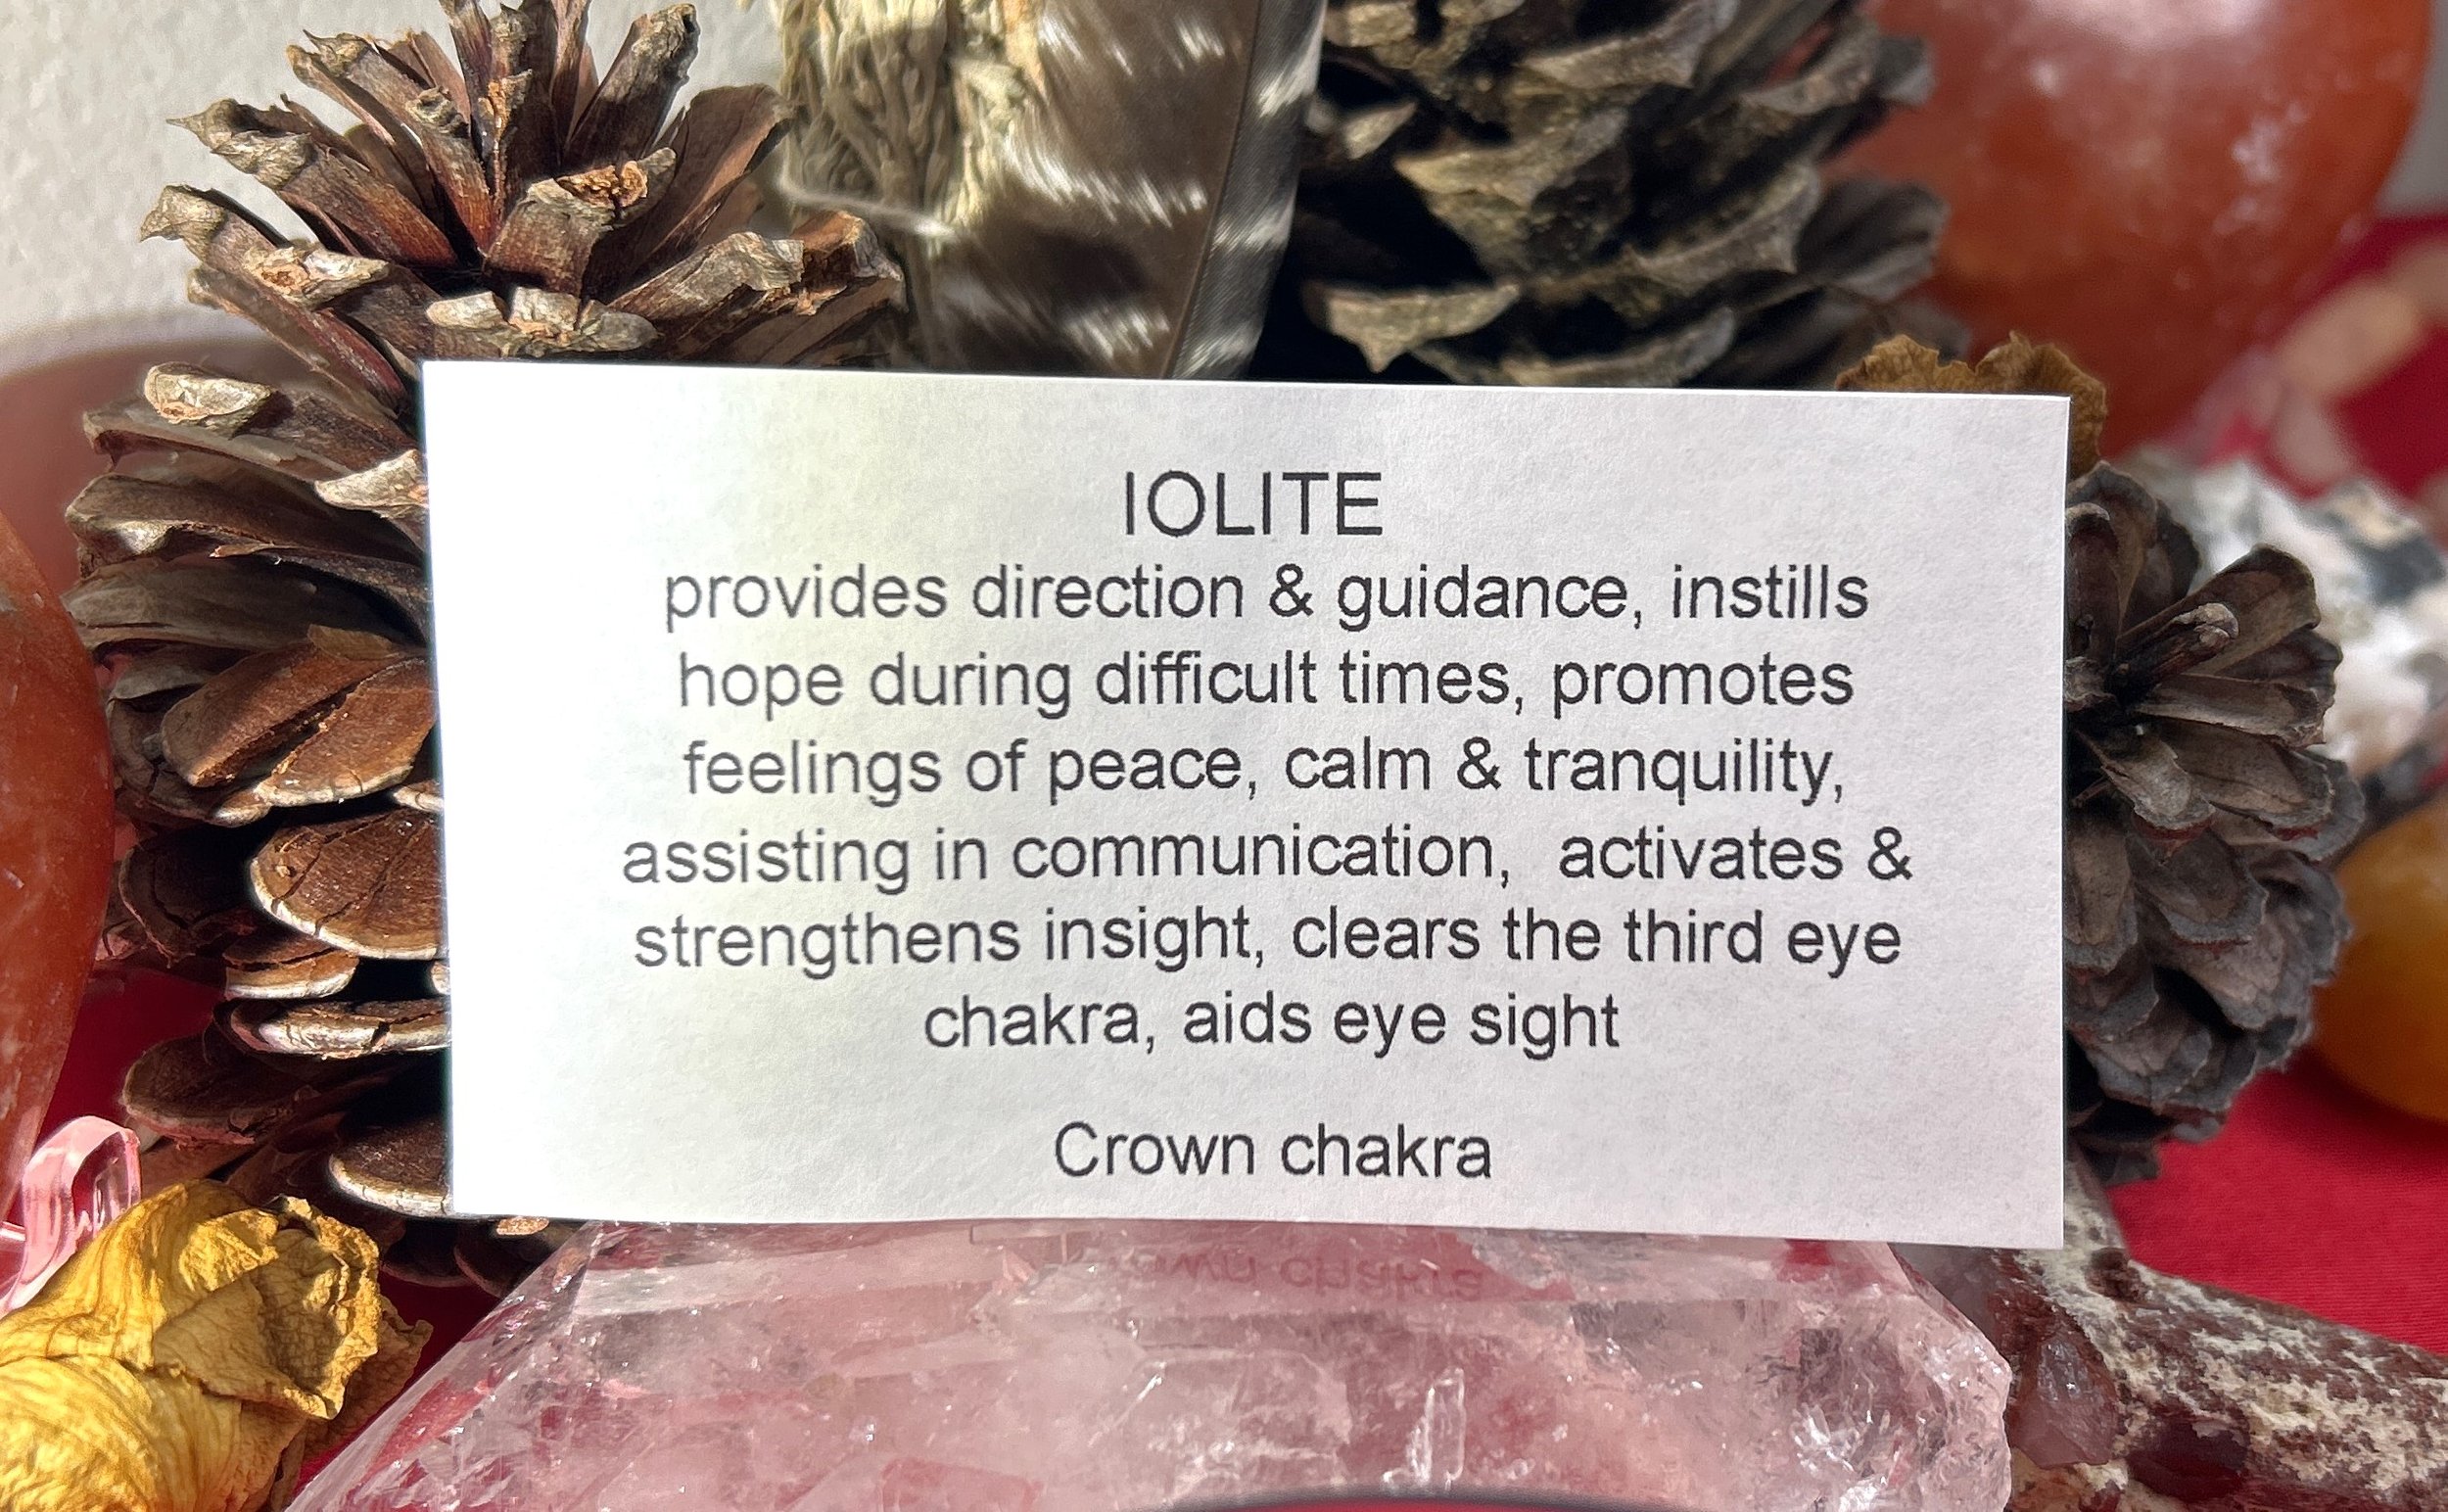 IOLITE
provides direction & guidance, instills
hope during difficult times, promotes
feelings of peace, calm & tranquility,
assisting in communication,  activates &
strengthens insight, clears the third eye
chakra, aids eye sight
Crown chakra